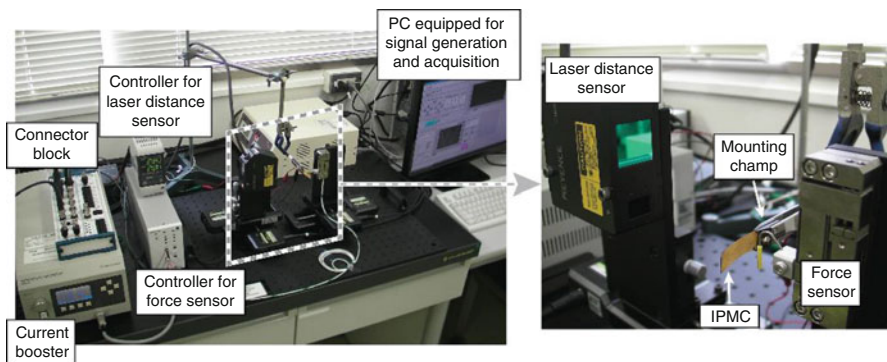 PC equipped for
signal generation
and acquisition
Controller for
laser distance
sensor
Connector
block
Controller for
force sensor
Current
booster
Laser distance
sensor
KEYENCE
Mounting
champ
Force
sensor
IPMC